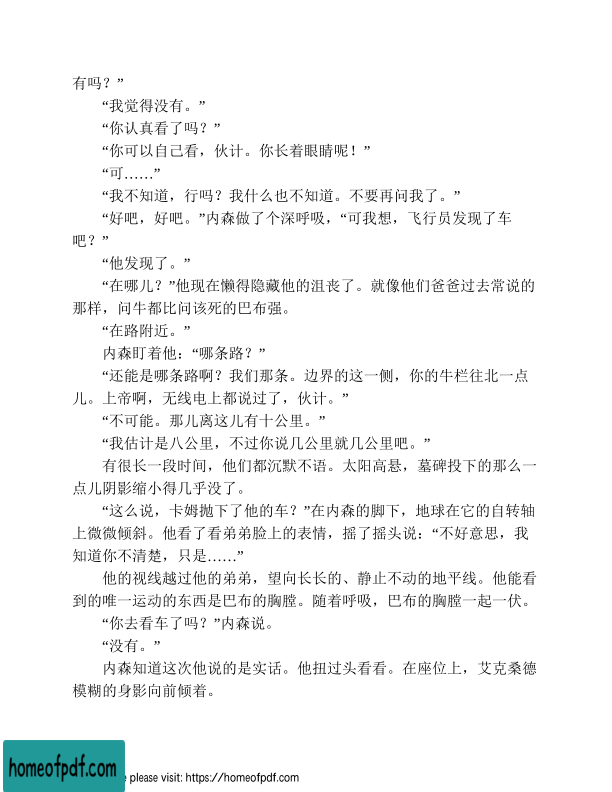 有吗？”
“我觉得没有。”
“你认真看了吗？”
“你可以自己看，伙计。你长着眼睛呢！”
“可……”
“我不知道，行吗？我什么也不知道。不要再问我了。”
“好吧，好吧。”内森做了个深呼吸，“可我想，飞行员发现了车
吧？”
“他发现了。”
“在哪儿？”他现在懒得隐藏他的沮丧了。就像他们爸爸过去常说的
那样，问牛都比问该死的巴布强。
“在路附近。”
内森盯着他：“哪条路？”
“还能是哪条路啊？我们那条。边界的这一侧，你的牛栏往北一点
儿。上帝啊，无线电上都说过了，伙计。”
“不可能。那儿离这儿有十公里。”
“我估计是八公里，不过你说几公里就几公里吧。”
有很长一段时间，他们都沉默不语。太阳高悬，墓碑投下的那么一
点儿阴影缩小得几乎没了。
“这么说，卡姆抛下了他的车？”在内森的脚下，地球在它的自转轴
上微微倾斜。他看了看弟弟脸上的表情，摇了摇头说：“不好意思，我
知道你不清楚，只是……”
他的视线越过他的弟弟，望向长长的、静止不动的地平线。他能看
到的唯一运动的东西是巴布的胸膛。随着呼吸，巴布的胸膛一起一伏。
“你去看车了吗？”内森说。
“没有。”
内森知道这次他说的是实话。他扭过头看看。在座位上，艾克桑德
模糊的身影向前倾着。
homeofpdf.com
e please visit: https://homeofpdf.com